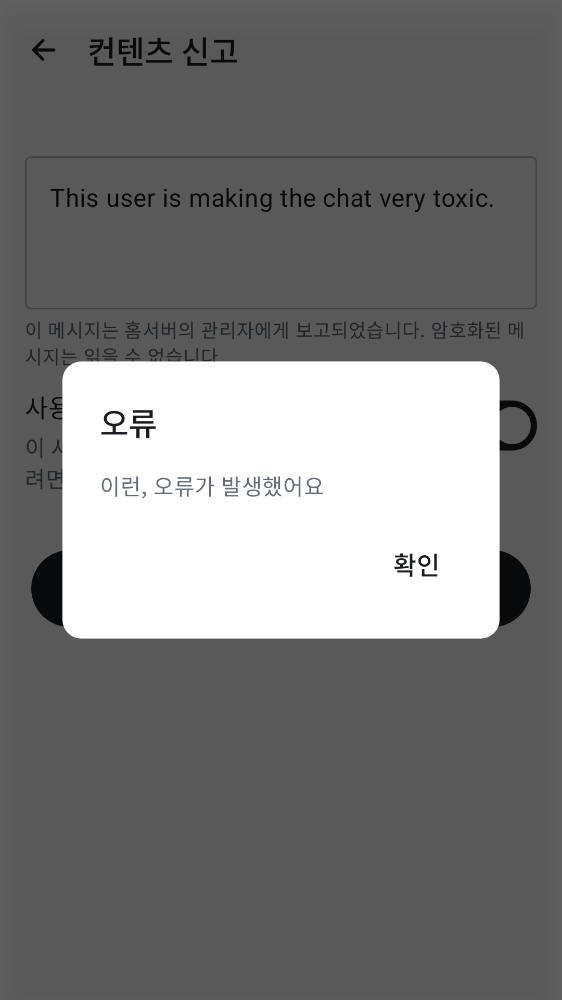 컨텐츠 신고
This user is making the chat very toxic.
이 메시지는 홈서버의 관리자에게 보고되었습니다. 암호화된 메
시지는 읽을 수 없습니다
오류
이런, 오류가 발생했어요
확인